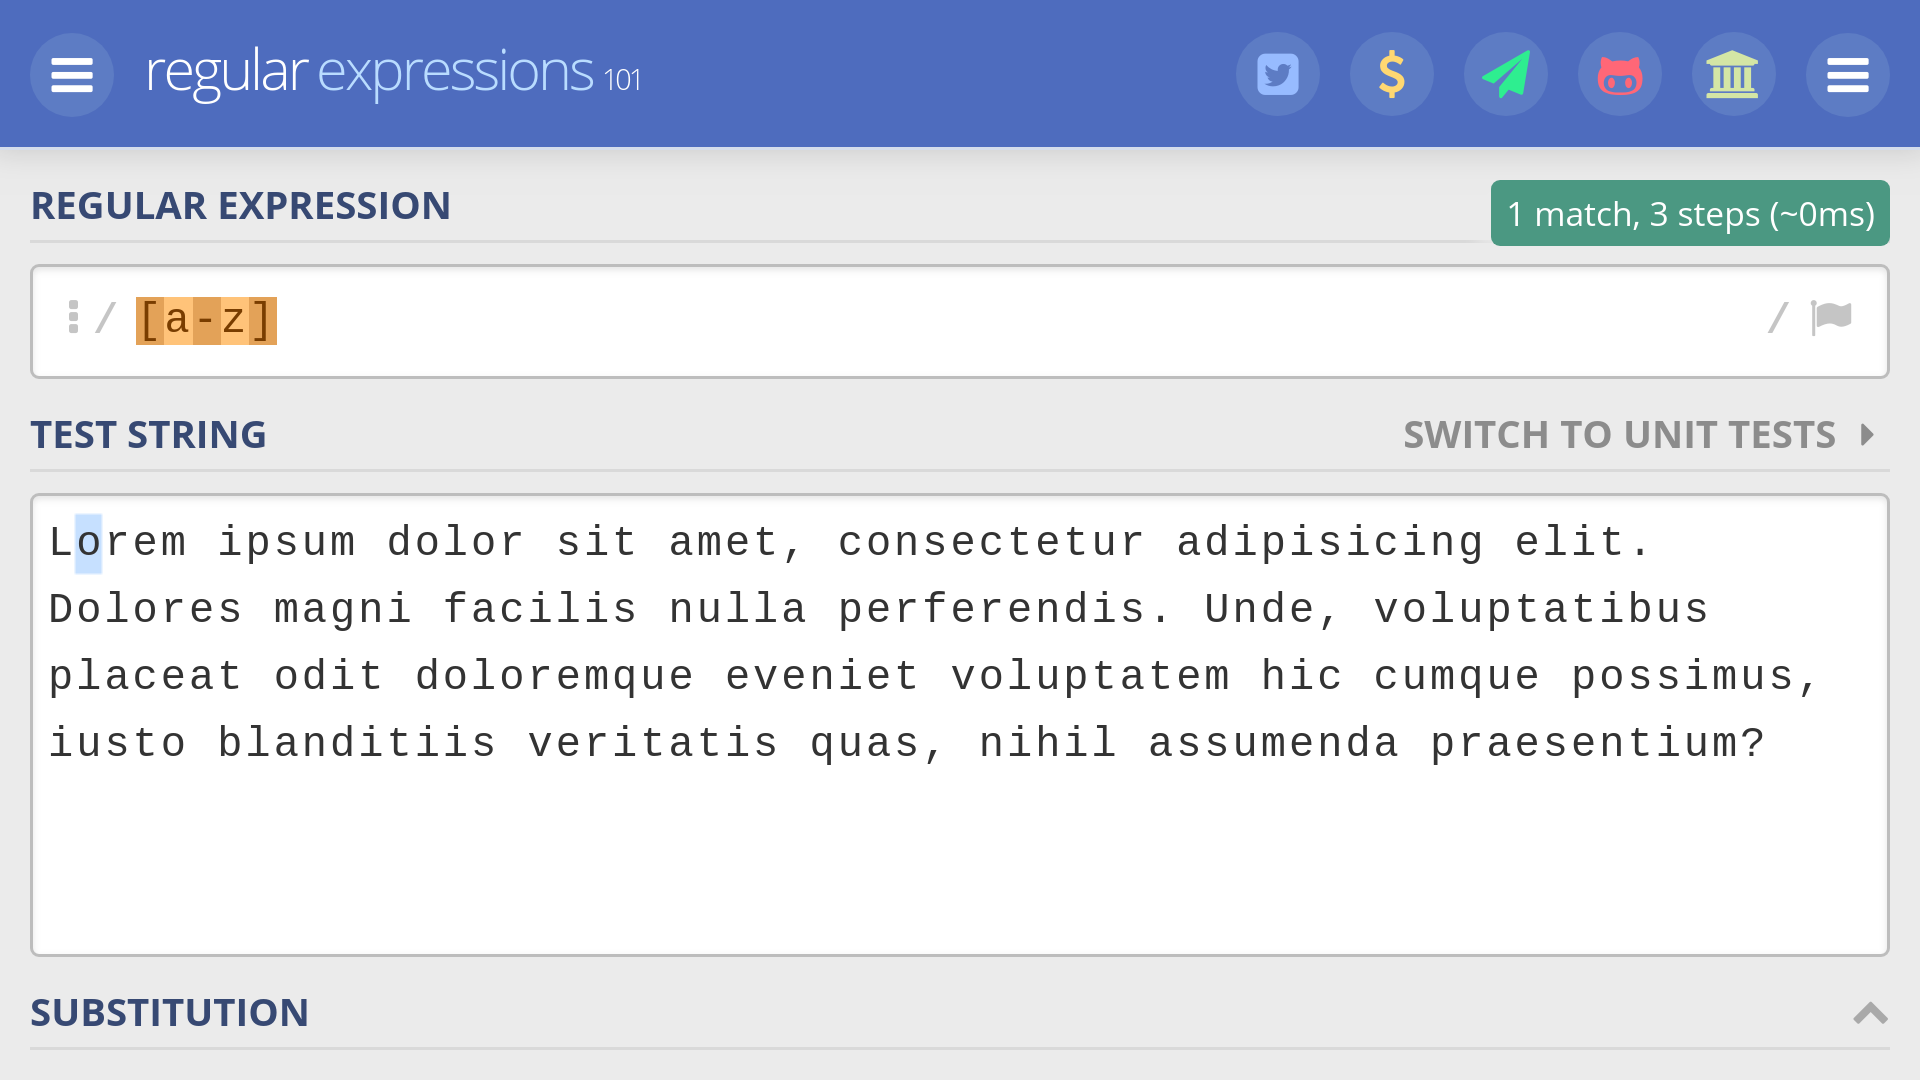 regular expressions 101
REGULAR EXPRESSION
1 match, 3 steps (~0ms)
/ [a-z] /
TEST STRING
SWITCH TO UNIT TESTS
Lorem ipsum dolor sit amet, consectetur adipisicing elit.
Dolores magni facilis nulla perferendis. Unde, voluptatibus
placeat odit doloremque eveniet voluptatem hic cumque possimus,
iusto blanditiis veritatis quas, nihil assumenda praesentium?
SUBSTITUTION